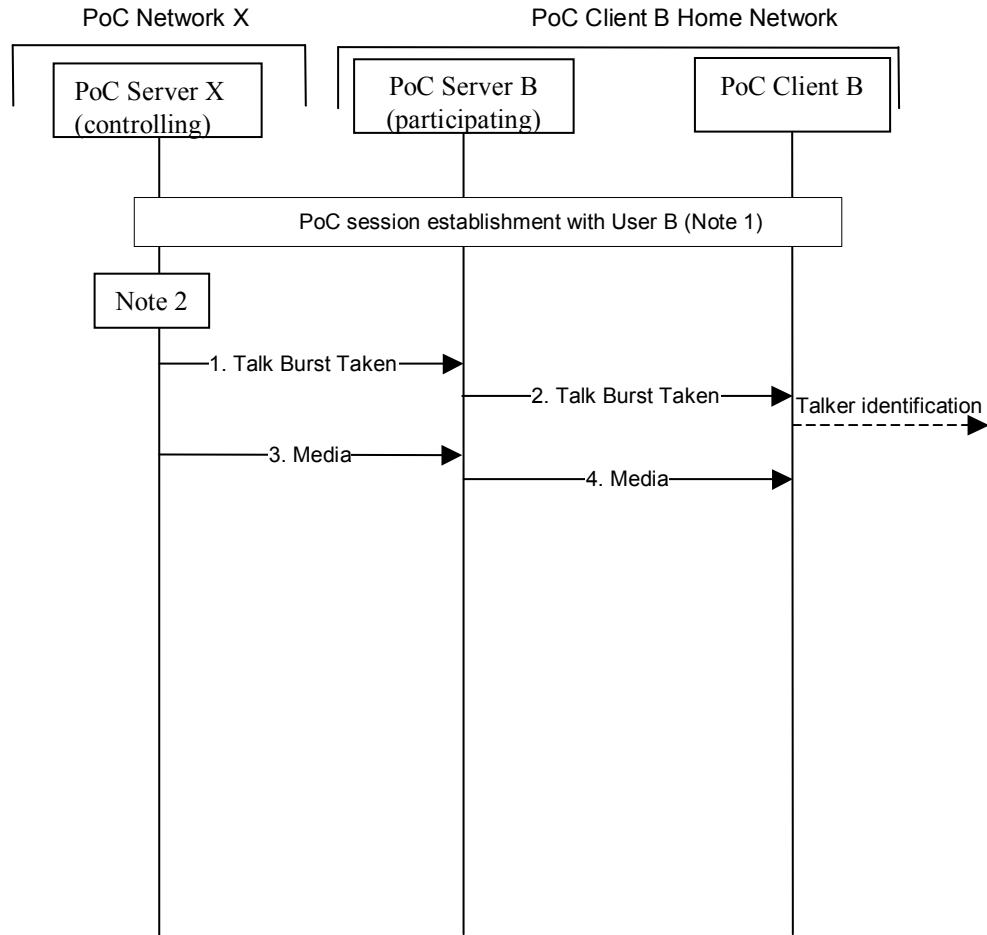 PoC Network X
PoC Client B Home Network
PoC Server X
(controlling)
PoC Server B
(participating)
PoC Client B
PoC session establishment with User B (Note 1)
Note 2
1. Talk Burst Taken
2. Talk Burst Taken
Talker identification
3. Media
4. Media